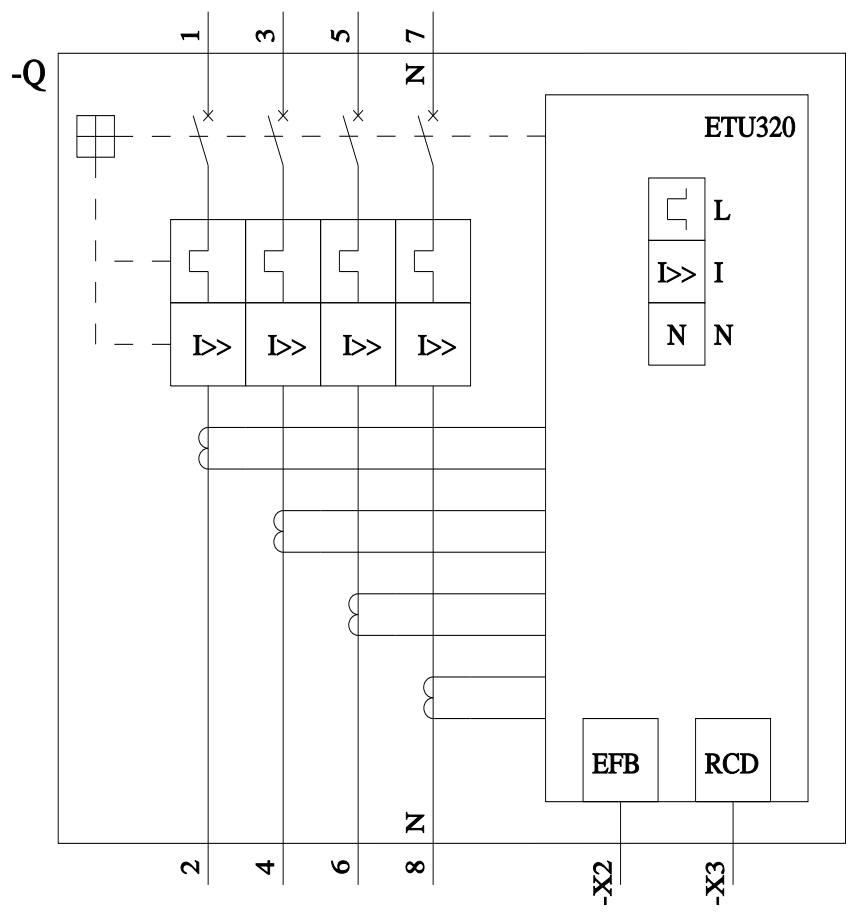 1 3 5 7
-Q
N
ETU320
L
I>> I
N N
I>> I>> I>> I>>
EFB RCD
N
2 4 6 8 -X2 -X3